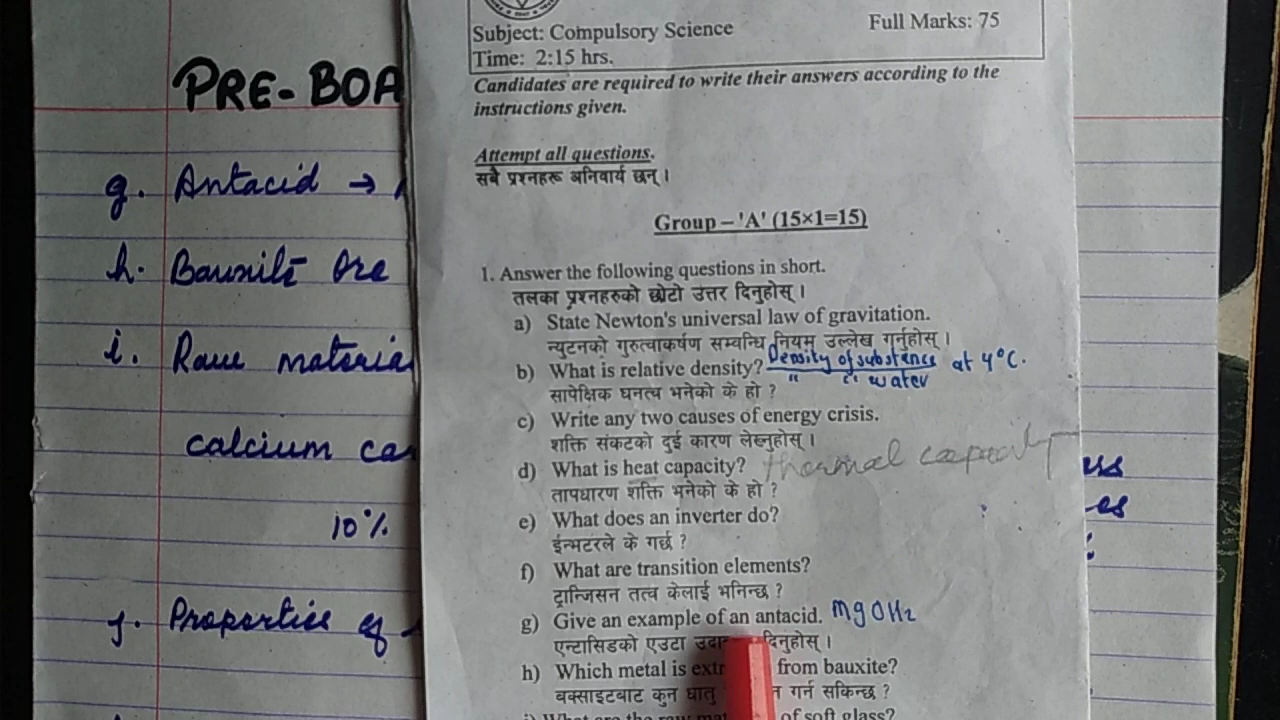 Subject: Compulsory Science Full Marks: 75
Time: 2:15 hrs.
Candidates are required to write their answers according to the
instructions given.
Attempt all questions.
सबै प्रश्नहरू अनिवार्य छन् ।
Group – 'A' (15×1=15)
1. Answer the following questions in short.
तलका प्रश्नहरुको छोटो उत्तर दिनुहोस् ।
a) State Newton's universal law of gravitation.
न्युटनको गुरुत्वाकर्षण सम्वन्धि नियम उल्लेख गर्नुहोस् ।
b) What is relative density? Density of substance at 4°C.
" " water
सापेक्षिक घनत्व भनेको के हो ?
c) Write any two causes of energy crisis.
शक्ति संकटको दुई कारण लेख्नुहोस् ।
d) What is heat capacity? thermal capacity
तापधारण शक्ति भनेको के हो ?
e) What does an inverter do?
ईन्भटरले के गर्छ ?
f) What are transition elements?
ट्रान्जिसन तत्व केलाई भनिन्छ ?
g) Give an example of an antacid. MgOH2
एन्टासिडको एउटा दिनुहोस् ।
h) Which metal is from bauxite?
बक्साइटबाट कुन धातु गर्न सकिन्छ ?
of soft glass?
PRE-BOA
g. Antacid →
h. Bauxite Ore
i. Raw materia
calcium ca
10%
j. Properties of